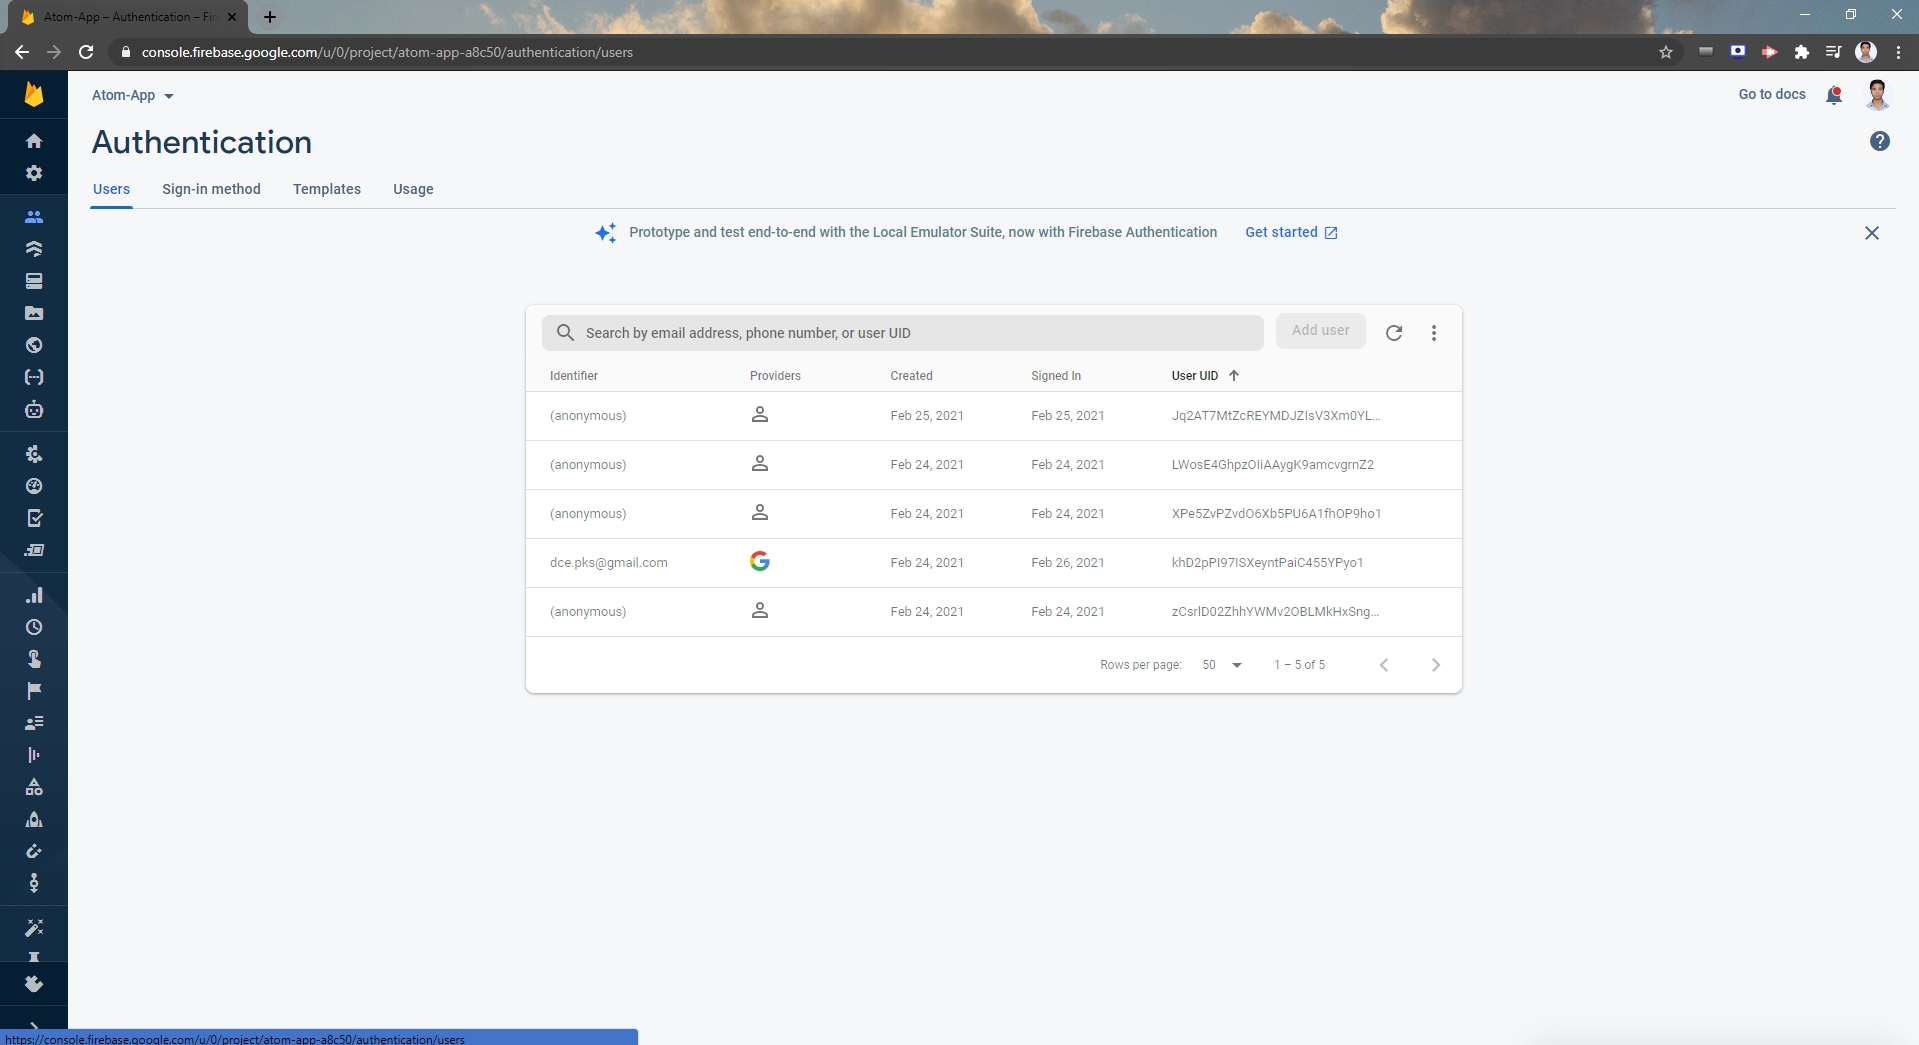 Atom-App – Authentication – Fir
console.firebase.google.com/u/0/project/atom-app-a8c50/authentication/users
Atom-App
Go to docs
Authentication
Users Sign-in method Templates Usage
Prototype and test end-to-end with the Local Emulator Suite, now with Firebase Authentication Get started
Search by email address, phone number, or user UID
Add user
Identifier Providers Created Signed In User UID
(anonymous) Feb 25, 2021 Feb 25, 2021 Jq2AT7MtZcREYMDJZIsV3Xm0YL...
(anonymous) Feb 24, 2021 Feb 24, 2021 LWosE4GhpzOIiAAygK9amcvgrnZ2
(anonymous) Feb 24, 2021 Feb 24, 2021 XPe5ZvPZvdO6Xb5PU6A1fhOP9ho1
dce.pks@gmail.com Feb 24, 2021 Feb 26, 2021 khD2pPI97ISXeyntPaiC455YPyo1
(anonymous) Feb 24, 2021 Feb 24, 2021 zCsrlD02ZhhYWMv2OBLMkHxSng...
Rows per page: 50 1 – 5 of 5
https://console.firebase.google.com/u/0/project/atom-app-a8c50/authentication/users